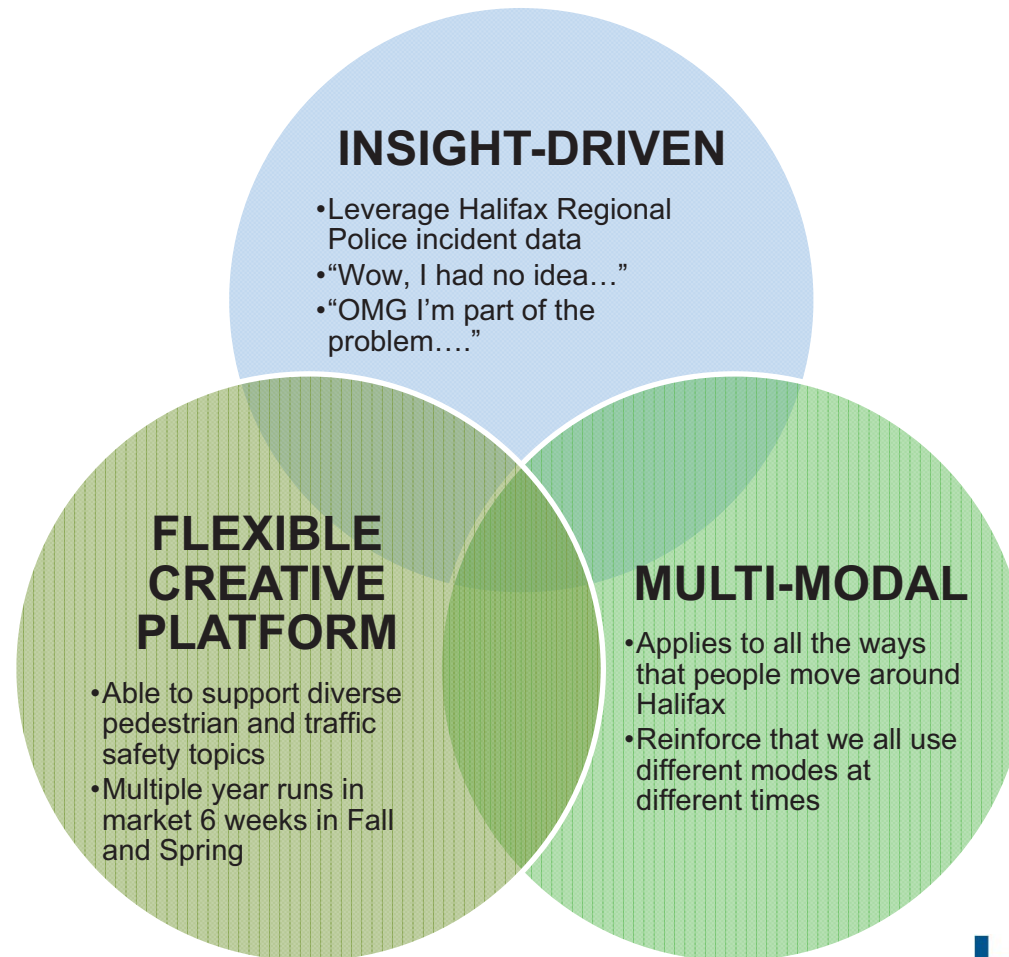 INSIGHT-DRIVEN
•Leverage Halifax Regional
Police incident data
•“Wow, I had no idea…”
•“OMG I’m part of the
problem….”
FLEXIBLE
CREATIVE
PLATFORM
•Able to support diverse
pedestrian and traffic
safety topics
•Multiple year runs in
market 6 weeks in Fall
and Spring
MULTI-MODAL
•Applies to all the ways
that people move around
Halifax
•Reinforce that we all use
different modes at
different times